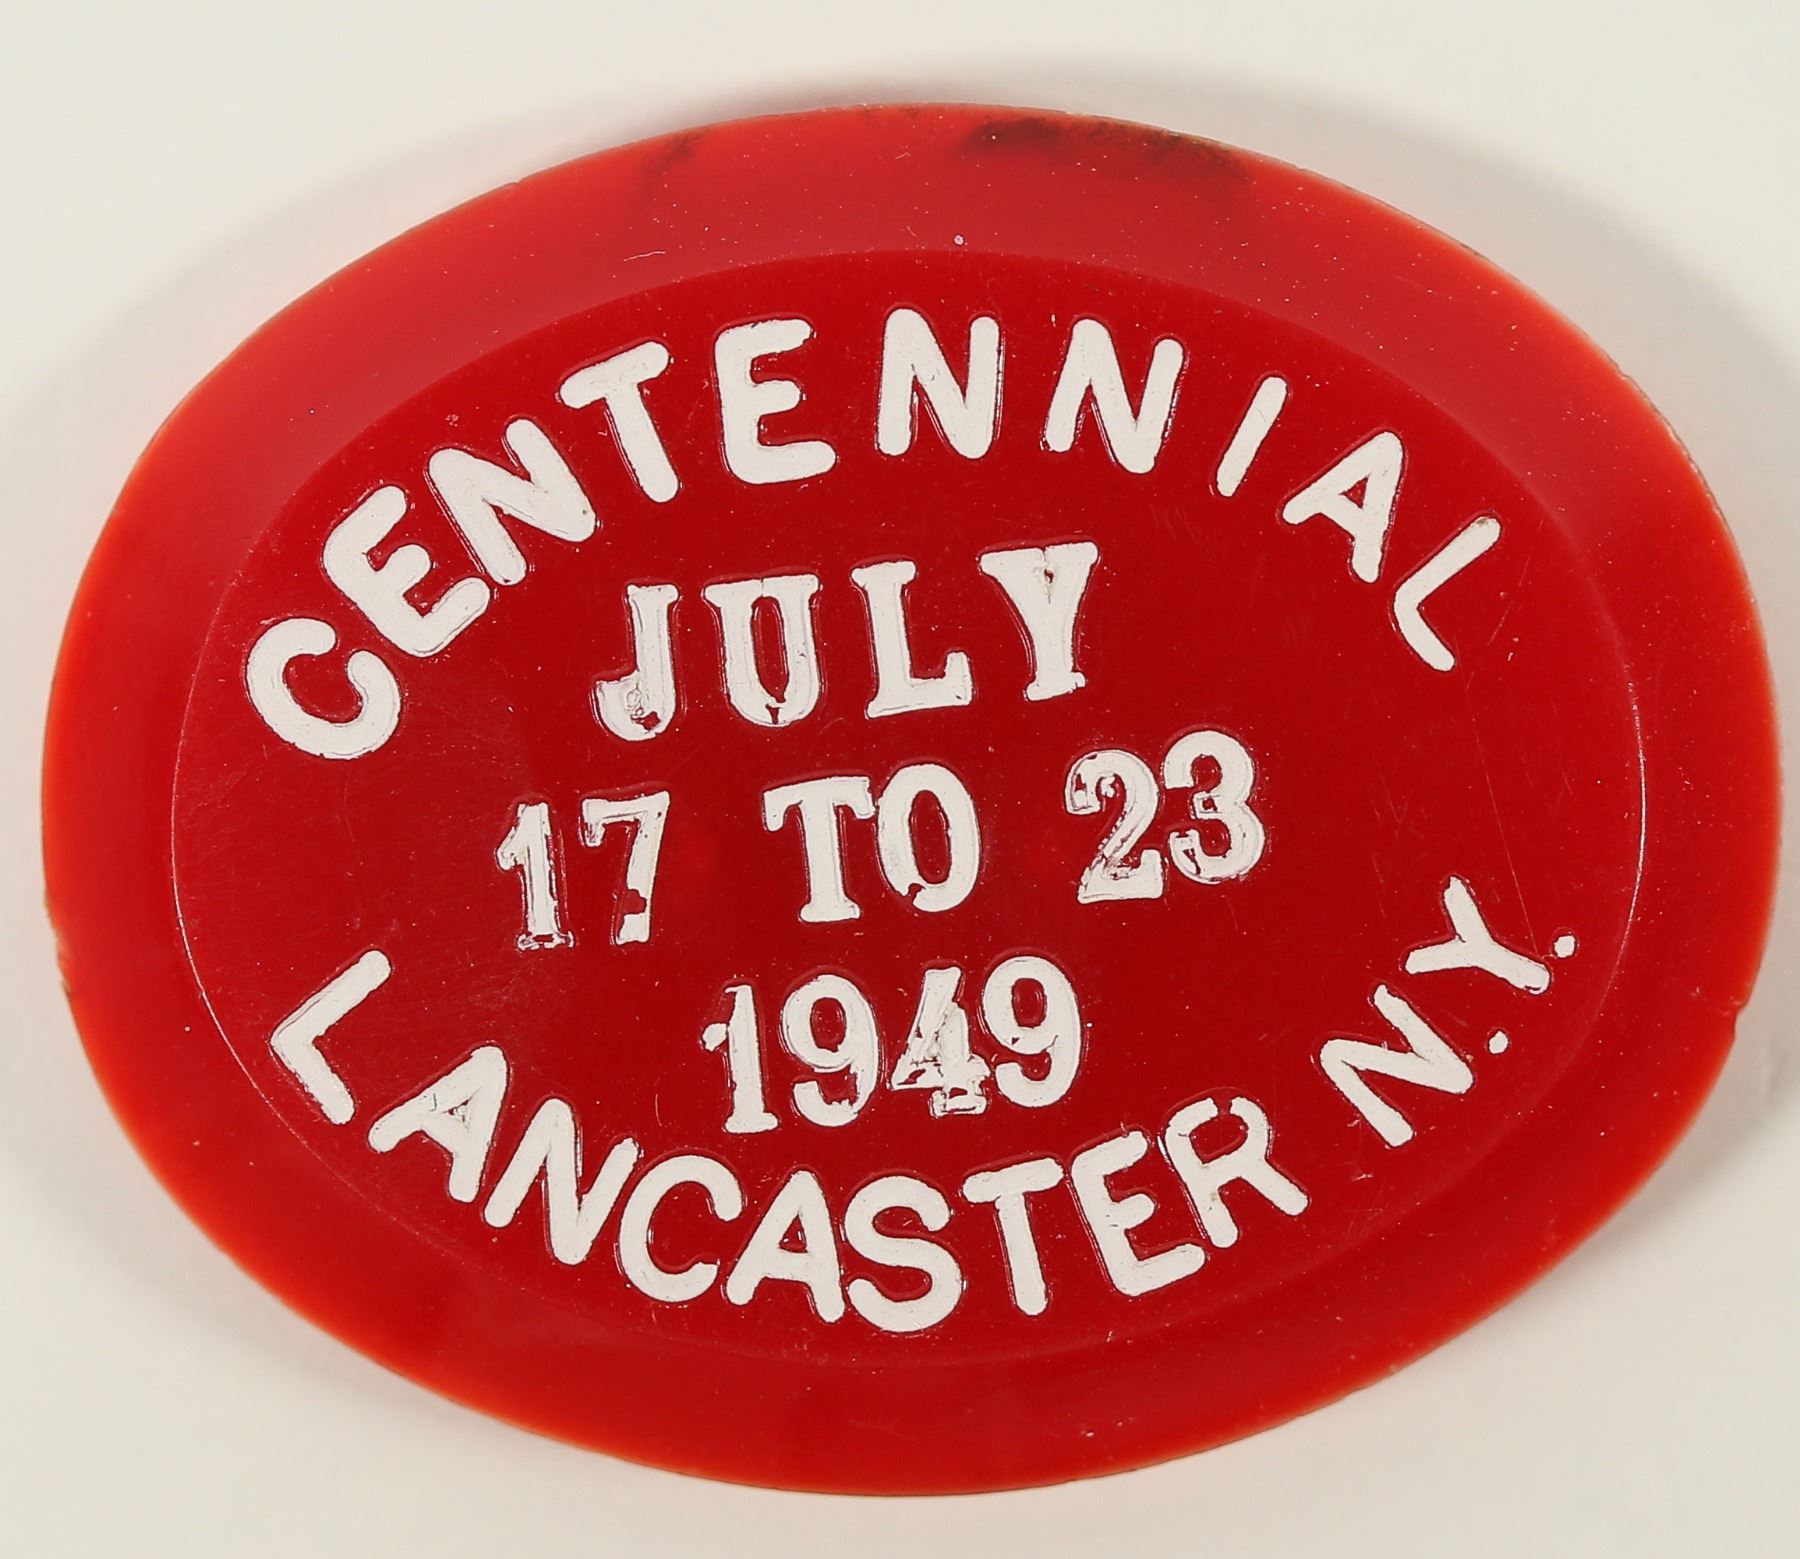 CENTENNIAL
JULY
17 TO 23
1949
LANCASTER N.Y.